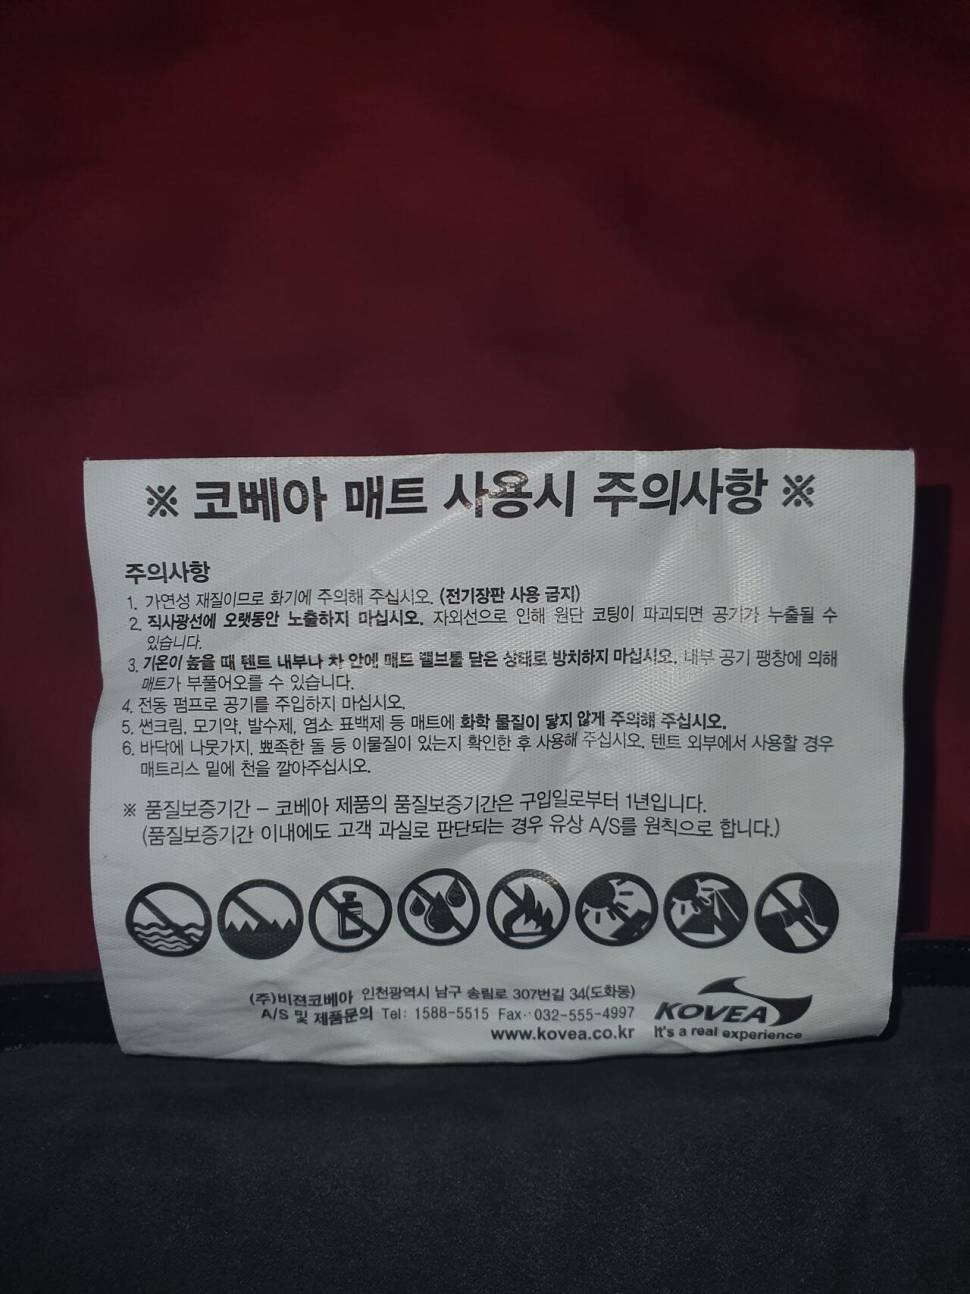 ※ 코베아 매트 사용시 주의사항 ※
주의사항
1. 가연성 재질이므로 화기에 주의해 주십시오. (전기장판 사용 금지)
2. 직사광선에 오랫동안 노출하지 마십시오. 자외선으로 인해 원단 코팅이 파괴되면 공기가 누출될 수
있습니다.
3. 기온이 높을 때 텐트 내부나 차 안에 매트 밸브를 닫은 상태로 방치하지 마십시오. 내부 공기 팽창에 의해
매트가 부풀어오를 수 있습니다.
4. 전동 펌프로 공기를 주입하지 마십시오.
5. 썬크림, 모기약, 발수제, 염소 표백제 등 매트에 화학 물질이 닿지 않게 주의해 주십시오.
6. 바닥에 나뭇가지, 뾰족한 돌 등 이물질이 있는지 확인한 후 사용해 주십시오. 텐트 외부에서 사용할 경우
매트리스 밑에 천을 깔아주십시오.
※ 품질보증기간 – 코베아 제품의 품질보증기간은 구입일로부터 1년입니다.
(품질보증기간 이내에도 고객 과실로 판단되는 경우 유상 A/S를 원칙으로 합니다.)
(주)비젼코베아 인천광역시 남구 송림로 307번길 34(도화동)
A/S 및 제품문의 Tel: 1588-5515 Fax: 032-555-4997
www.kovea.co.kr
KOVEA
It's a real experience